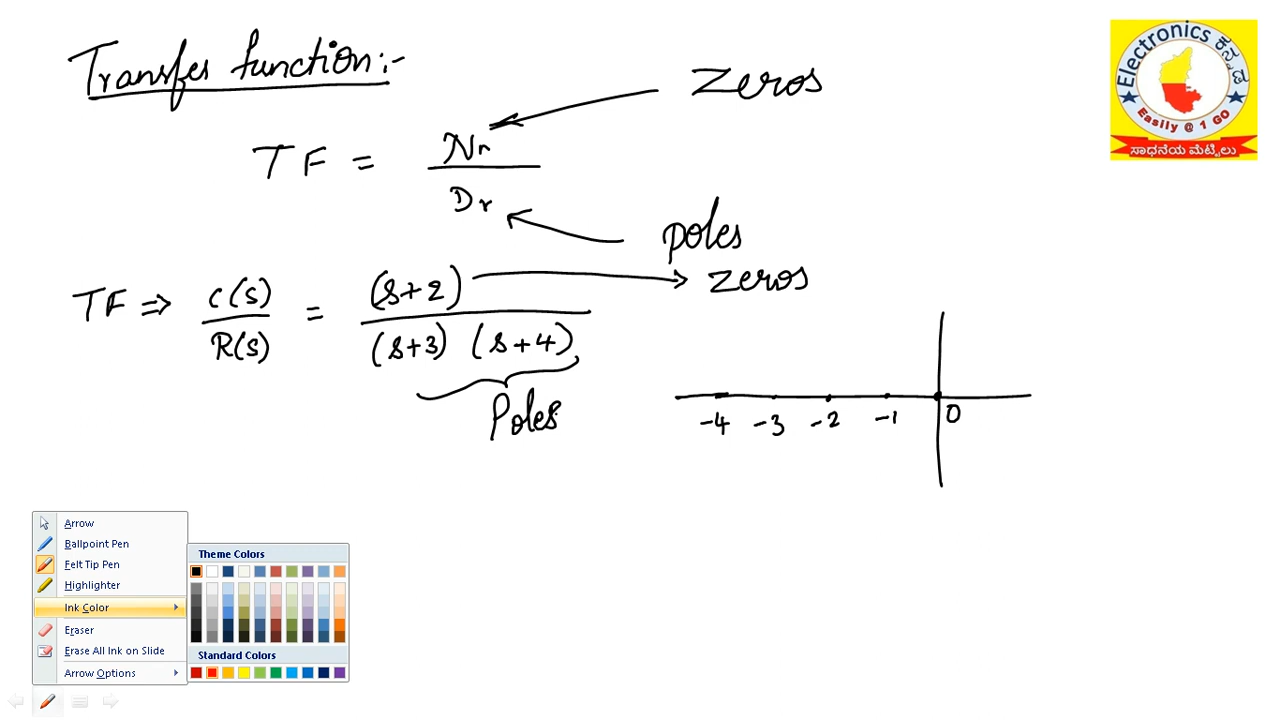 Transfer function:-
Zeros
TF = Nr / Dr
poles
TF ⇒ C(s) / R(s) = (s+2) / (s+3) (s+4)
zeros
Poles
-4 -3 -2 -1 0
Electronics ಕನ್ನಡ
Easily @ 1 GO
ಸಾಧನೆಯ ಮೆಟ್ಟಿಲು
Arrow
Ballpoint Pen
Felt Tip Pen
Highlighter
Ink Color
Eraser
Erase All Ink on Slide
Arrow Options
Theme Colors
Standard Colors